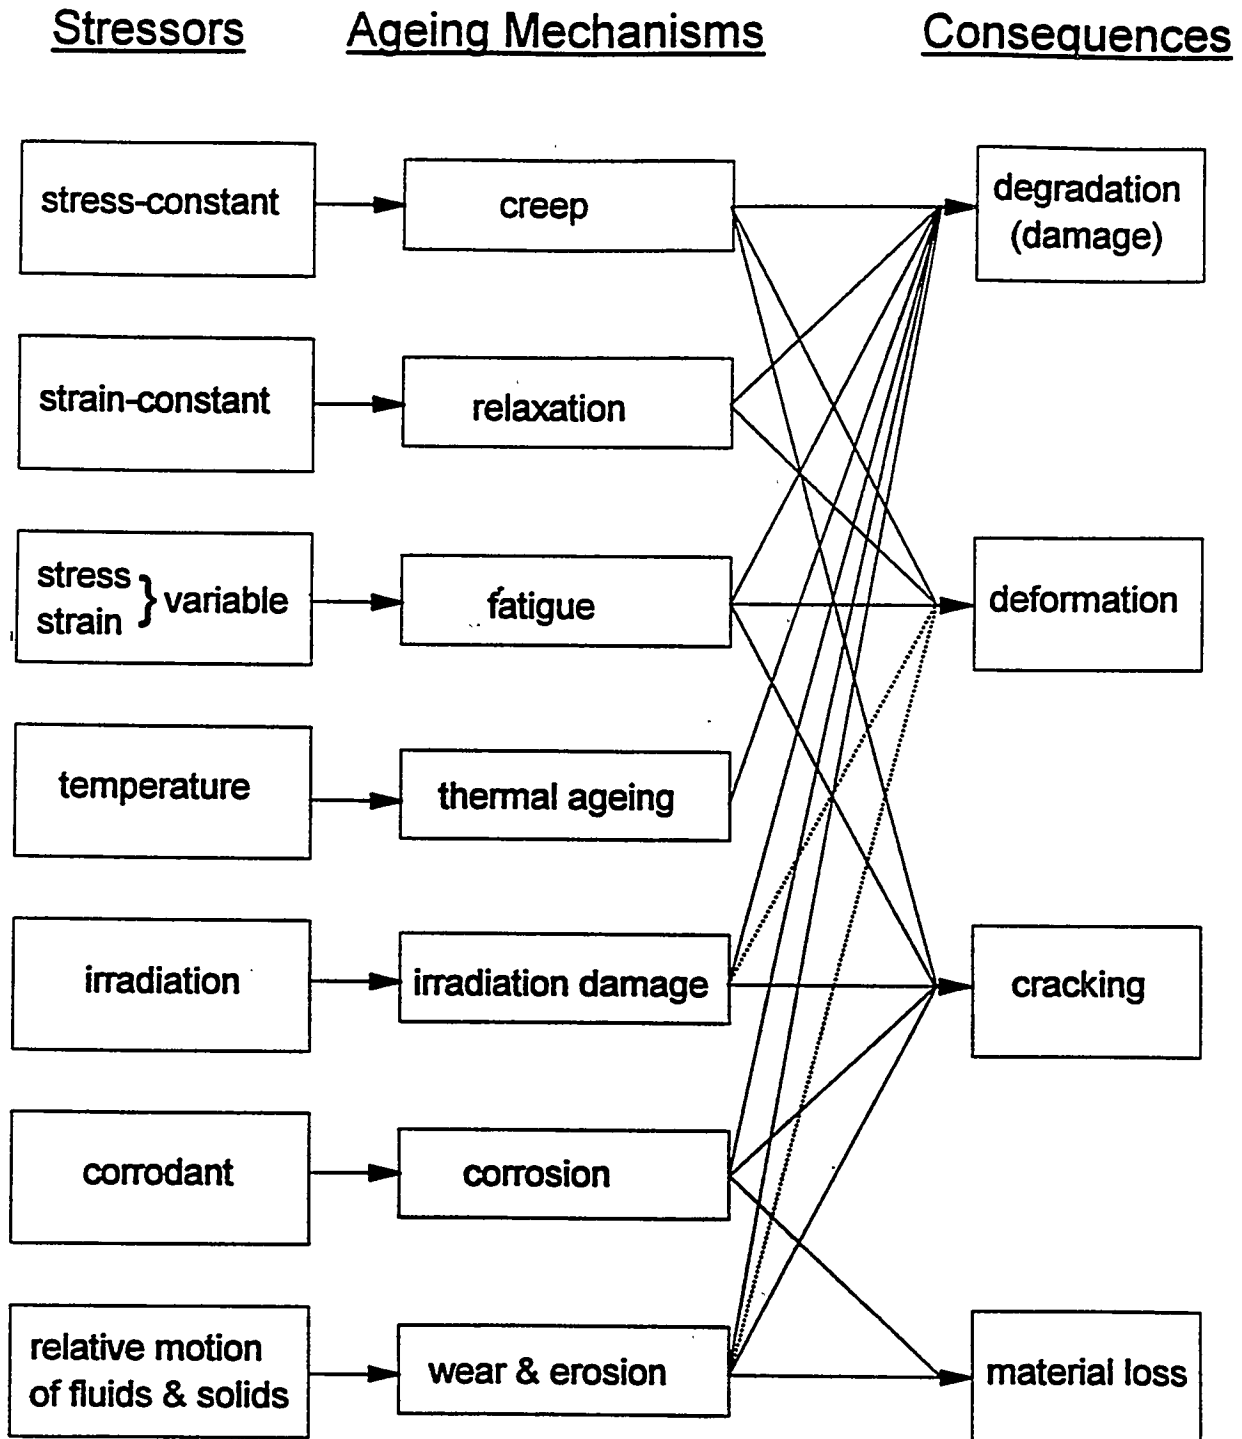 Stressors Ageing Mechanisms Consequences
stress-constant
creep
degradation
(damage)
strain-constant
relaxation
stress
strain } variable
fatigue
deformation
temperature
thermal ageing
irradiation
irradiation damage
cracking
corrodant
corrosion
relative motion
of fluids & solids
wear & erosion
material loss